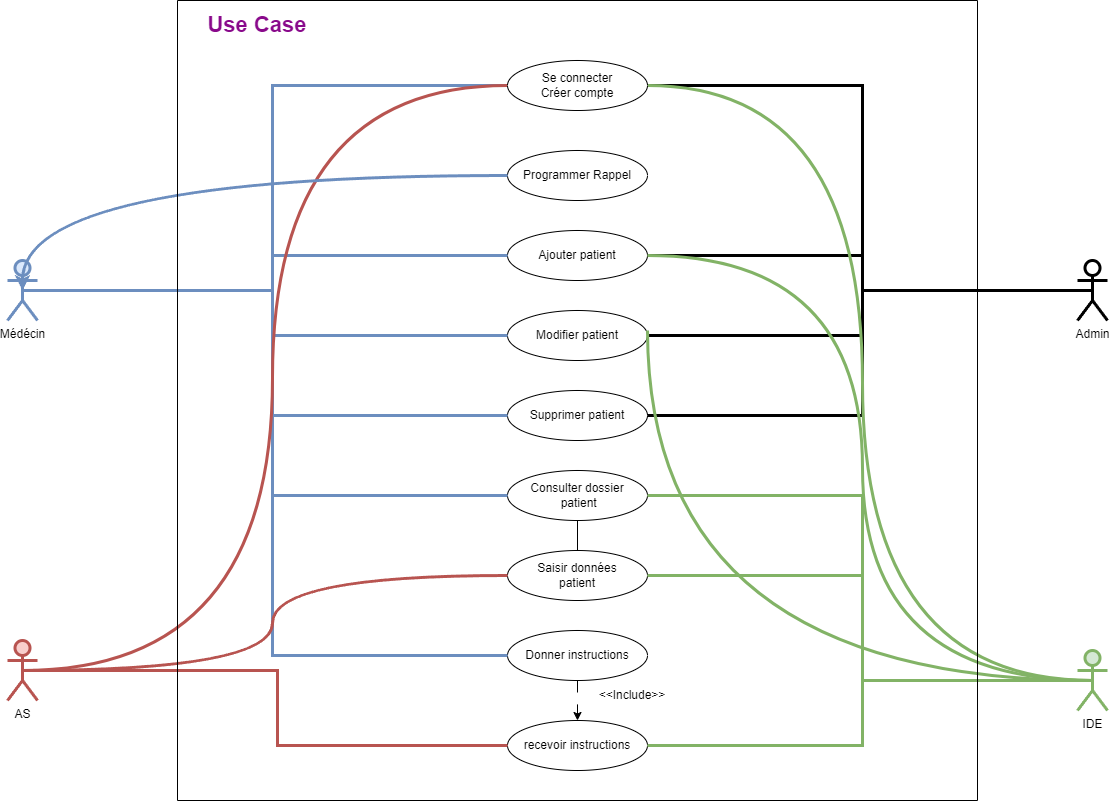 Use Case
Se connecter
Créer compte
Programmer Rappel
Ajouter patient
Médécin
Admin
Modifier patient
Supprimer patient
Consulter dossier
patient
Saisir données
patient
Donner instructions
<<Include>>
AS
IDE
recevoir instructions